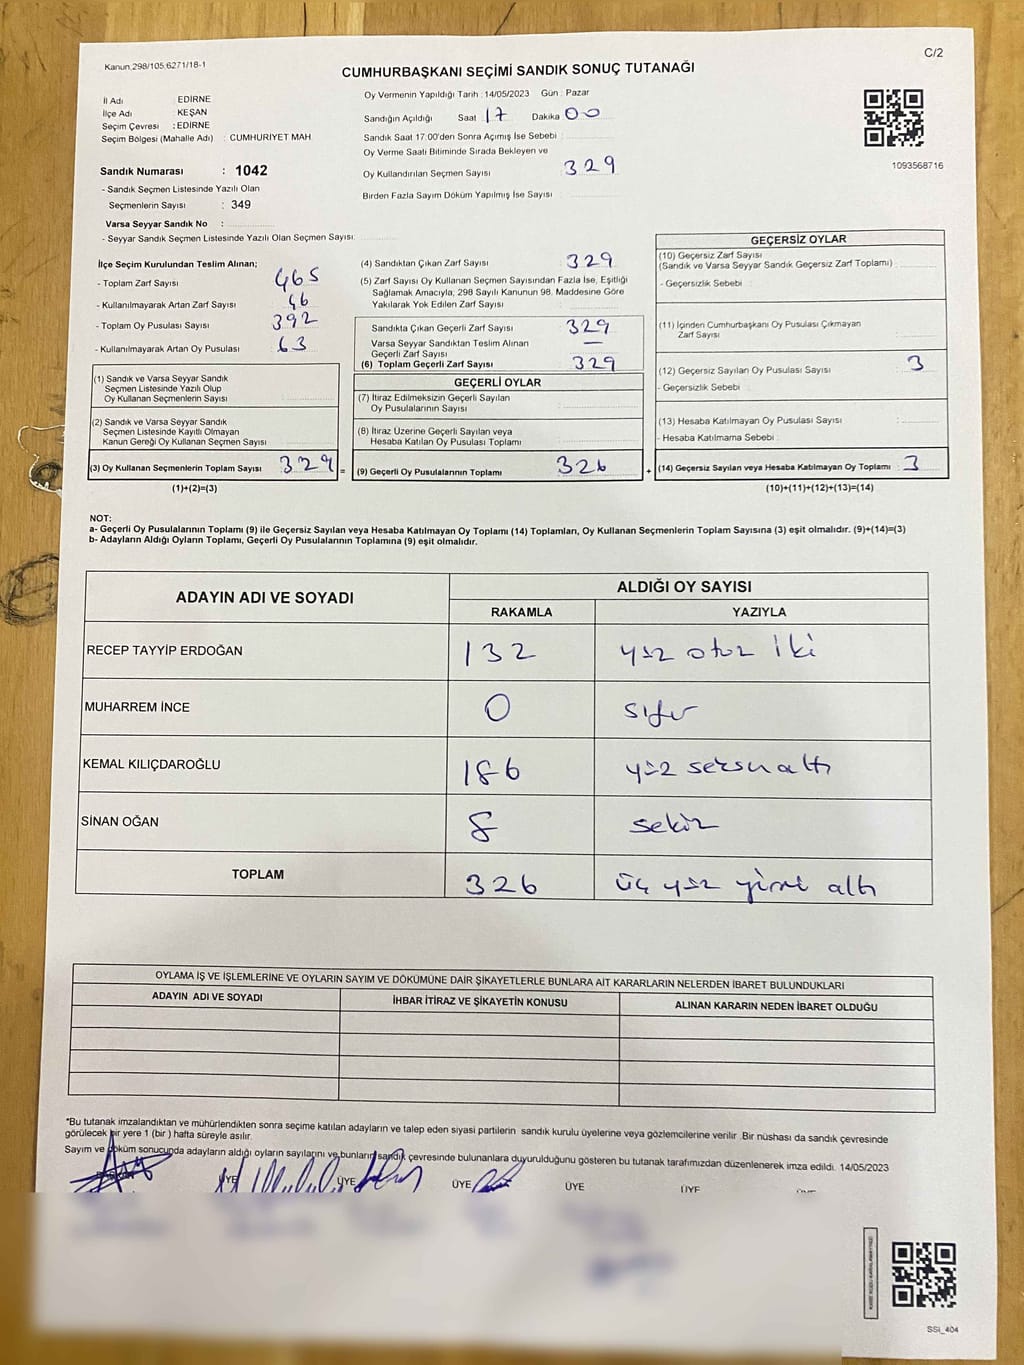 Kanun:298/105;6271/18-1
C/2
CUMHURBAŞKANI SEÇİMİ SANDIK SONUÇ TUTANAĞI
İl Adı : EDİRNE
İlçe Adı : KEŞAN
Seçim Çevresi : EDİRNE
Seçim Bölgesi (Mahalle Adı) : CUMHURİYET MAH
Sandık Numarası : 1042
- Sandık Seçmen Listesinde Yazılı Olan
Seçmenlerin Sayısı : 349
Varsa Seyyar Sandık No :
- Seyyar Sandık Seçmen Listesinde Yazılı Olan Seçmen Sayısı:
Oy Vermenin Yapıldığı Tarih : 14/05/2023 Gün : Pazar
Sandığın Açıldığı Saat 17 Dakika 00
Sandık Saat 17.00'den Sonra Açımış İse Sebebi :
Oy Verme Saati Bitiminde Sırada Bekleyen ve
Oy Kullandırılan Seçmen Sayısı 329
Birden Fazla Sayım Döküm Yapılmış İse Sayısı
1093568716
İlçe Seçim Kurulundan Teslim Alınan;
- Toplam Zarf Sayısı : 465
- Kullanılmayarak Artan Zarf Sayısı : 46
- Toplam Oy Pusulası Sayısı : 392
- Kullanılmayarak Artan Oy Pusulası : 63
(1) Sandık ve Varsa Seyyar Sandık
Seçmen Listesinde Yazılı Olup
Oy Kullanan Seçmenlerin Sayısı :
(2) Sandık ve Varsa Seyyar Sandık
Seçmen Listesinde Kayıtlı Olmayan
Kanun Gereği Oy Kullanan Seçmen Sayısı :
(3) Oy Kullanan Seçmenlerin Toplam Sayısı : 329 =
(1)+(2)=(3)
(4) Sandıktan Çıkan Zarf Sayısı : 329
(5) Zarf Sayısı Oy Kullanan Seçmen Sayısından Fazla İse, Eşitliği
Sağlamak Amacıyla, 298 Sayılı Kanunun 98. Maddesine Göre
Yakılarak Yok Edilen Zarf Sayısı :
Sandıkta Çıkan Geçerli Zarf Sayısı : 329
Varsa Seyyar Sandıktan Teslim Alınan
Geçerli Zarf Sayısı : —
(6) Toplam Geçerli Zarf Sayısı : 329
GEÇERLİ OYLAR
(7) İtiraz Edilmeksizin Geçerli Sayılan
Oy Pusulalarının Sayısı :
(8) İtiraz Üzerine Geçerli Sayılan veya
Hesaba Katılan Oy Pusulası Toplamı :
(9) Geçerli Oy Pusulalarının Toplamı : 326 +
GEÇERSİZ OYLAR
(10) Geçersiz Zarf Sayısı
(Sandık ve Varsa Seyyar Sandık Geçersiz Zarf Toplamı) :
- Geçersizlik Sebebi :
(11) İçinden Cumhurbaşkanı Oy Pusulası Çıkmayan
Zarf Sayısı :
(12) Geçersiz Sayılan Oy Pusulası Sayısı : 3
- Geçersizlik Sebebi :
(13) Hesaba Katılmayan Oy Pusulası Sayısı :
- Hesaba Katılmama Sebebi :
(14) Geçersiz Sayılan veya Hesaba Katılmayan Oy Toplamı : 3
(10)+(11)+(12)+(13)=(14)
NOT:
a- Geçerli Oy Pusulalarının Toplamı (9) ile Geçersiz Sayılan veya Hesaba Katılmayan Oy Toplamı (14) Toplamları, Oy Kullanan Seçmenlerin Toplam Sayısına (3) eşit olmalıdır. (9)+(14)=(3)
b- Adayların Aldığı Oyların Toplamı, Geçerli Oy Pusulalarının Toplamına (9) eşit olmalıdır.
ADAYIN ADI VE SOYADI
ALDIĞI OY SAYISI
RAKAMLA YAZIYLA
RECEP TAYYİP ERDOĞAN 132 yüz otuz iki
MUHARREM İNCE 0 sıfır
KEMAL KILIÇDAROĞLU 186 yüz seksen altı
SİNAN OĞAN 8 sekiz
TOPLAM 326 üç yüz yirmi altı
OYLAMA İŞ VE İŞLEMLERİNE VE OYLARIN SAYIM VE DÖKÜMÜNE DAİR ŞİKAYETLERLE BUNLARA AİT KARARLARIN NELERDEN İBARET BULUNDUKLARI
ADAYIN ADI VE SOYADI İHBAR İTİRAZ VE ŞİKAYETİN KONUSU ALINAN KARARIN NEDEN İBARET OLDUĞU
*Bu tutanak imzalandıktan ve mühürlendikten sonra seçime katılan adayların ve talep eden siyasi partilerin sandık kurulu üyelerine veya gözlemcilerine verilir .Bir nüshası da sandık çevresinde
görülecek bir yere 1 (bir ) hafta süreyle asılır.
Sayım ve döküm sonucunda adayların aldığı oyların sayılarını ve bunların sandık çevresinde bulunanlara duyurulduğunu gösteren bu tutanak tarafımızdan düzenlenerek imza edildi. 14/05/2023
ÜYE ÜYE ÜYE ÜYE ÜYE
SSİ_404